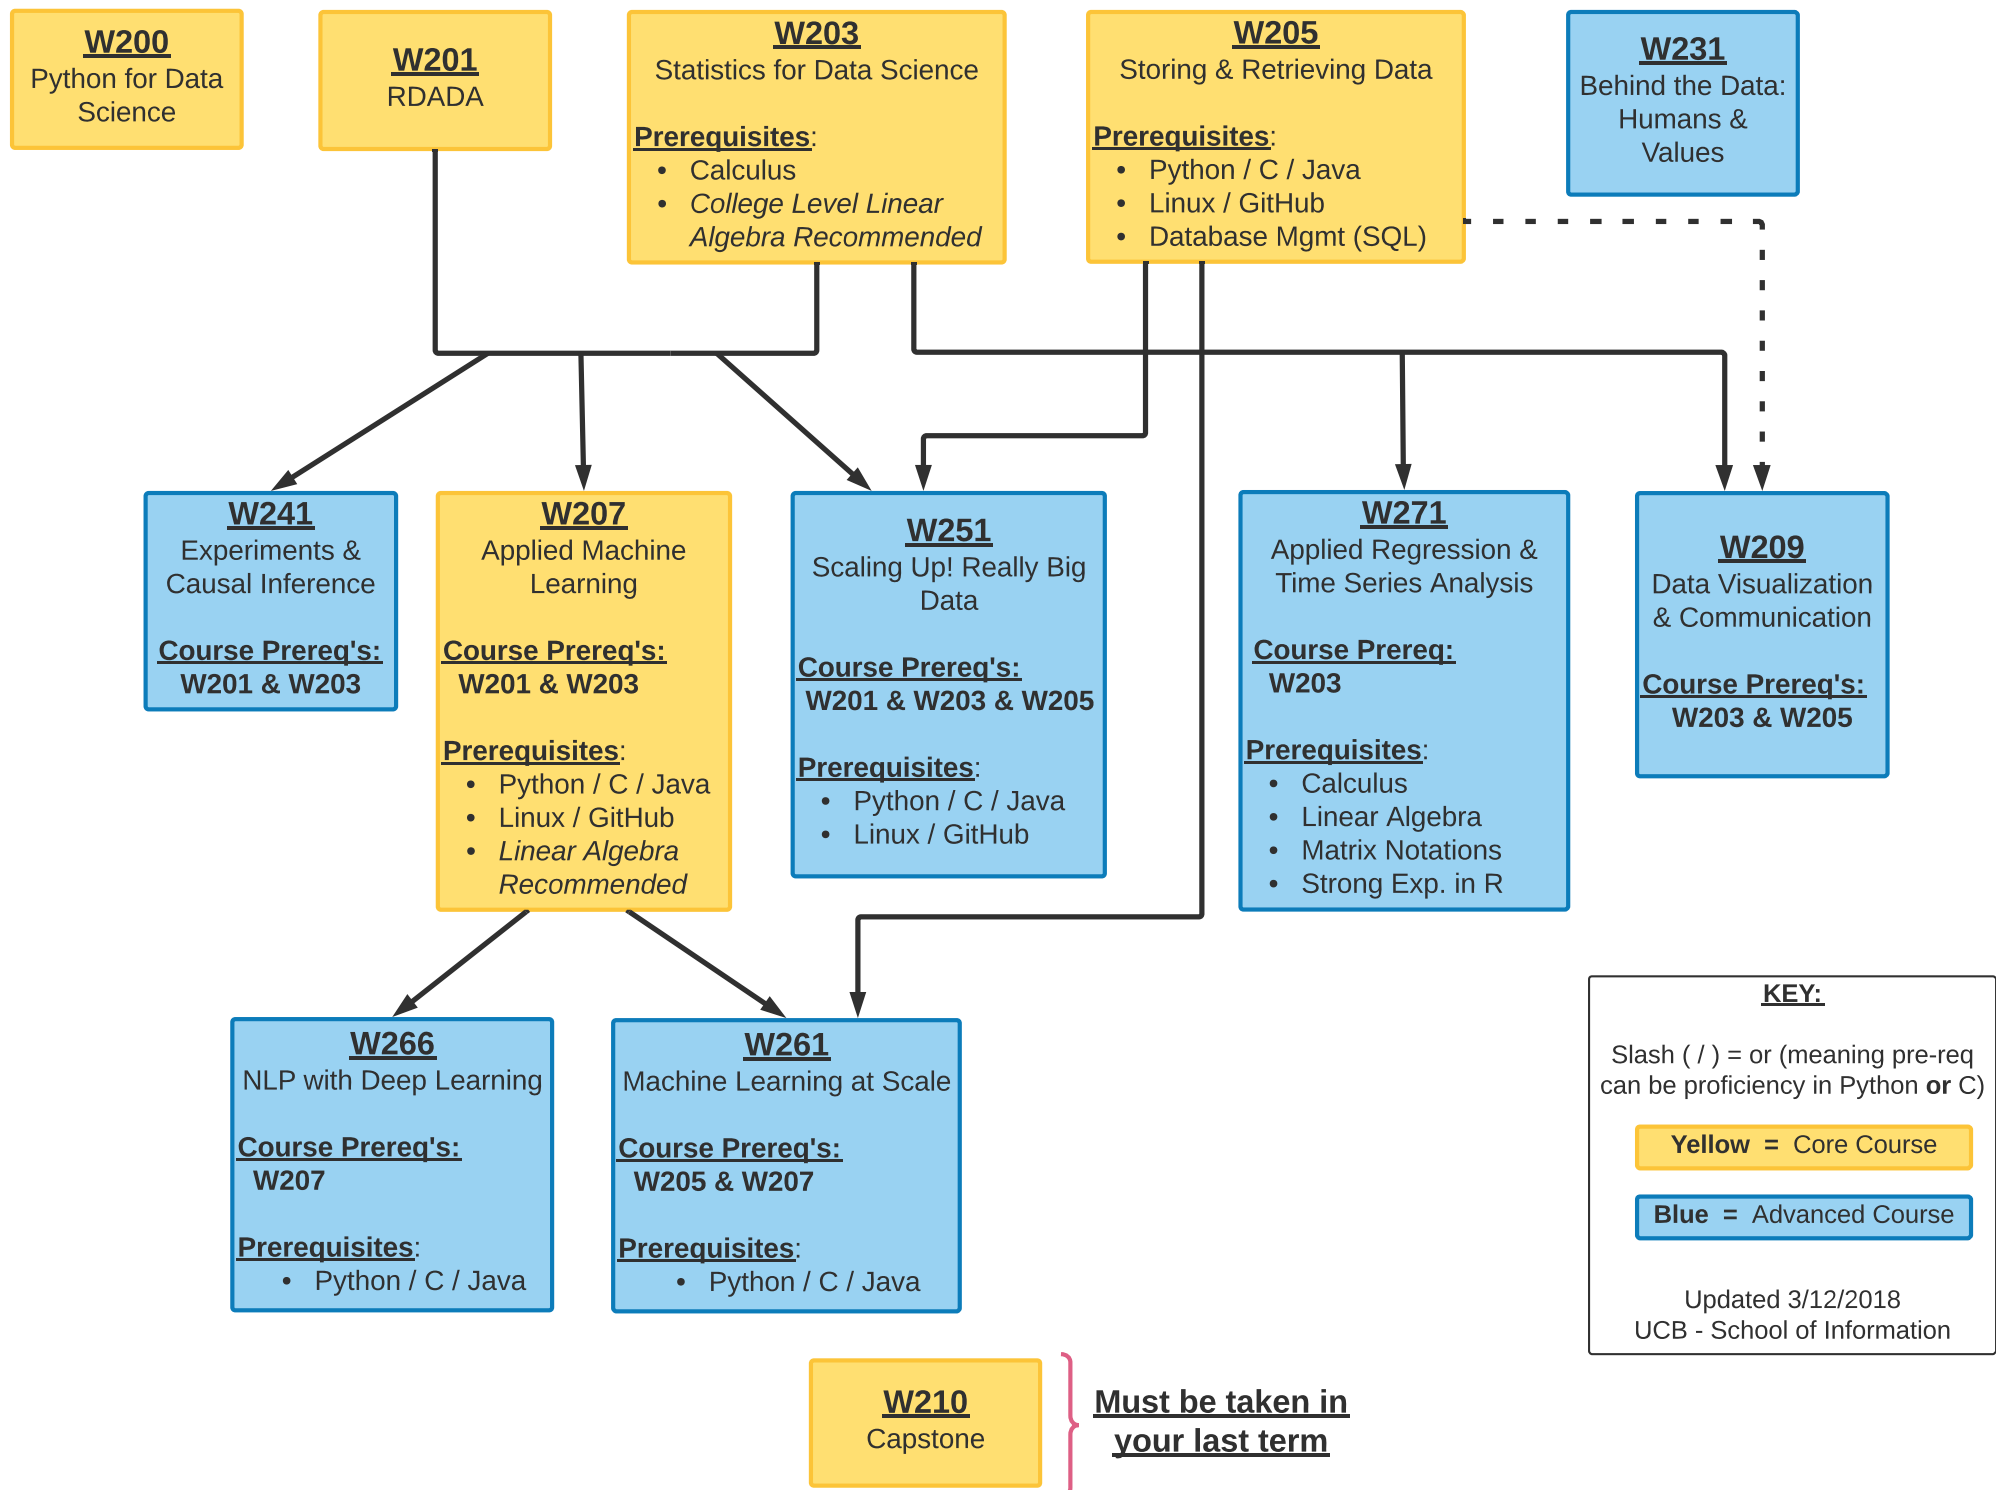 W200
Python for Data
Science
W201
RDADA
W203
Statistics for Data Science
Prerequisites:
• Calculus
• College Level Linear
Algebra Recommended
W205
Storing & Retrieving Data
Prerequisites:
• Python / C / Java
• Linux / GitHub
• Database Mgmt (SQL)
W231
Behind the Data:
Humans &
Values
W241
Experiments &
Causal Inference
Course Prereq's:
W201 & W203
W207
Applied Machine
Learning
Course Prereq's:
W201 & W203
Prerequisites:
• Python / C / Java
• Linux / GitHub
• Linear Algebra
Recommended
W251
Scaling Up! Really Big
Data
Course Prereq's:
W201 & W203 & W205
Prerequisites:
• Python / C / Java
• Linux / GitHub
W271
Applied Regression &
Time Series Analysis
Course Prereq:
W203
Prerequisites:
• Calculus
• Linear Algebra
• Matrix Notations
• Strong Exp. in R
W209
Data Visualization
& Communication
Course Prereq's:
W203 & W205
W266
NLP with Deep Learning
Course Prereq's:
W207
Prerequisites:
• Python / C / Java
W261
Machine Learning at Scale
Course Prereq's:
W205 & W207
Prerequisites:
• Python / C / Java
KEY:
Slash ( / ) = or (meaning pre-req
can be proficiency in Python or C)
Yellow = Core Course
Blue = Advanced Course
Updated 3/12/2018
UCB - School of Information
W210
Capstone
Must be taken in
your last term